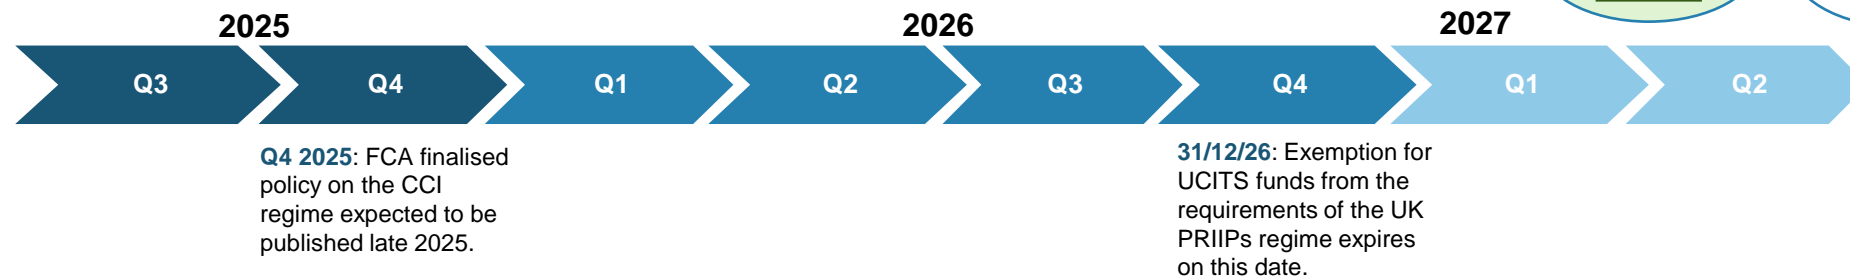 2025
2026
2027
Q3
Q4
Q1
Q2
Q3
Q4
Q1
Q2
Q4 2025: FCA finalised
policy on the CCI
regime expected to be
published late 2025.
31/12/26: Exemption for
UCITS funds from the
requirements of the UK
PRIIPs regime expires
on this date.